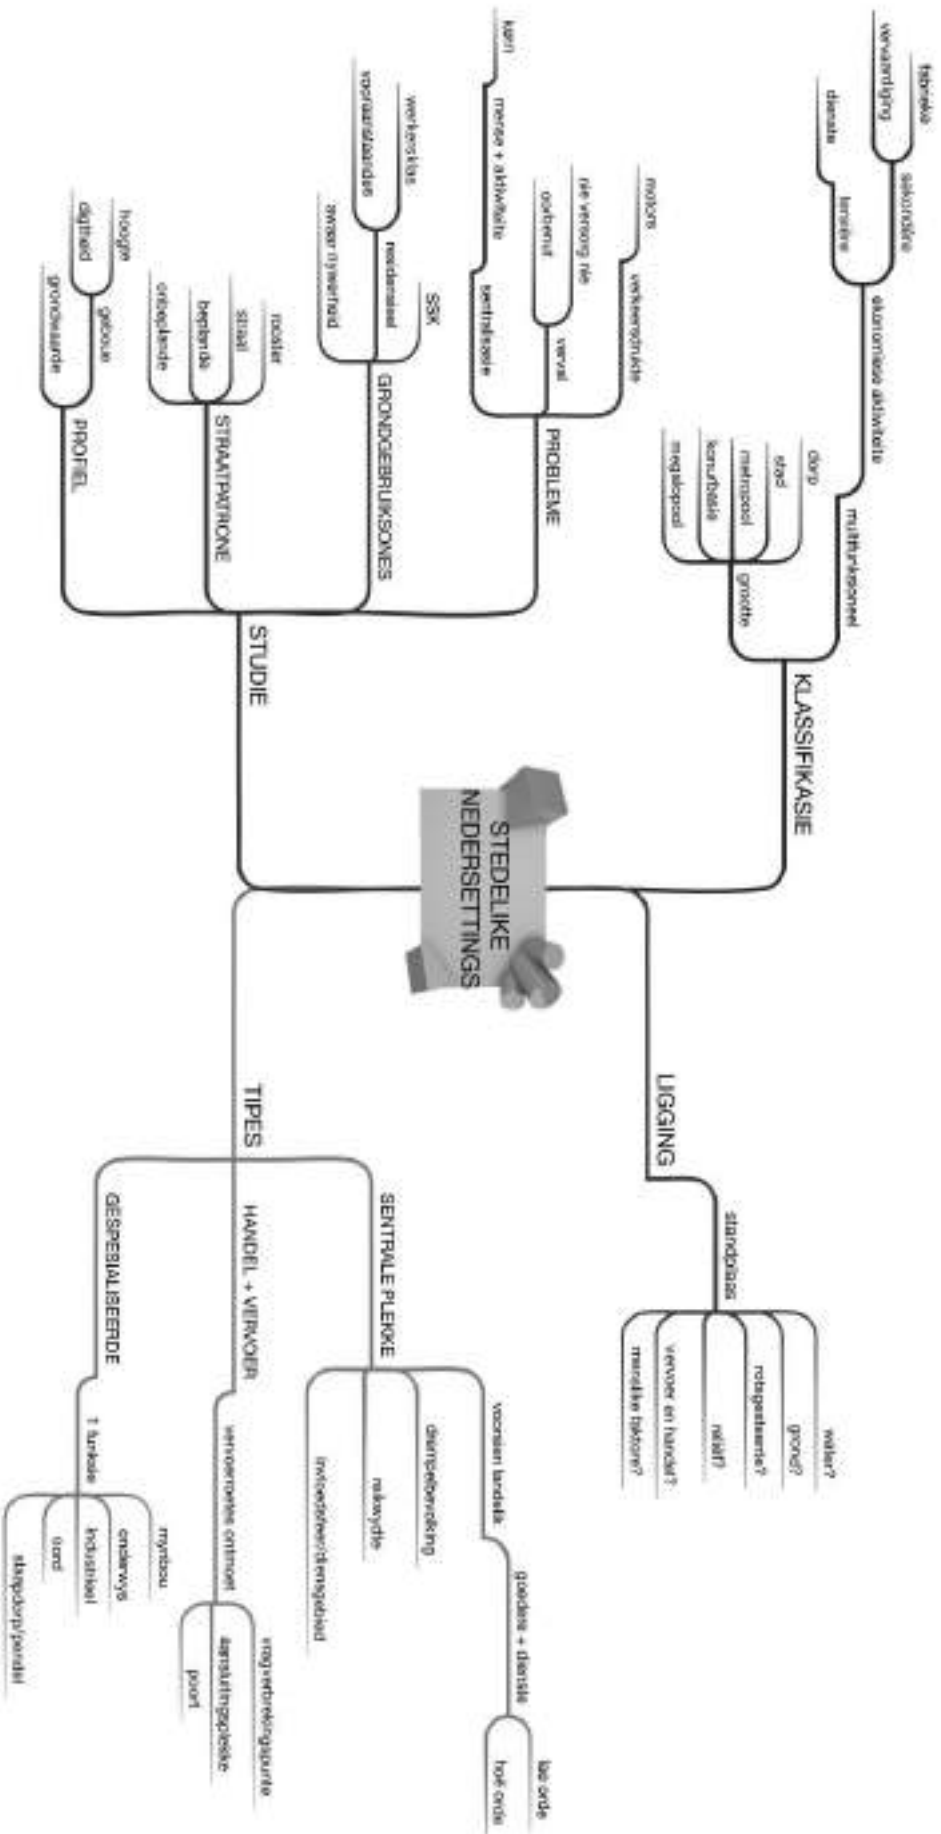 STEDELIKE
NEDERSETTINGS
KLASSIFIKASIE
multifunksioneel
ekonomiese aktiwiteite
sekondêre
fabrieke
vervaardiging
tersiêre
dienste
grootte
dorp
stad
metropool
konurbasie
megalopool
LIGGING
standplaas
water?
grond?
rotsgesteente?
reliëf?
vervoer en handel?
menslike faktore?
STUDIE
PROBLEME
verkeersdrukte
motors
verval
nie versorg nie
oorbenut
sentralisasie
mense + aktiwiteite
kern
GRONDGEBRUIKSONES
SSK
residensieel
werkersklas
vooraanstaandes
swaar nywerheid
STRAATPATRONE
rooster
straal
beplande
onbeplande
PROFIEL
geboue
hoogte
digtheid
grondwaarde
TIPES
SENTRALE PLEKKE
voorsien landelik
goedere + dienste
lae orde
hoë orde
drempelbevolking
reikwydte
invloedsfeer/diensgebied
HANDEL + VERVOER
vervoerroetes ontmoet
vragverbrekingspunte
aansluitingsplekke
poort
GESPESIALISEERDE
1 funksie
mynbou
onderwys
industrieel
oord
slaapdorp/pendel